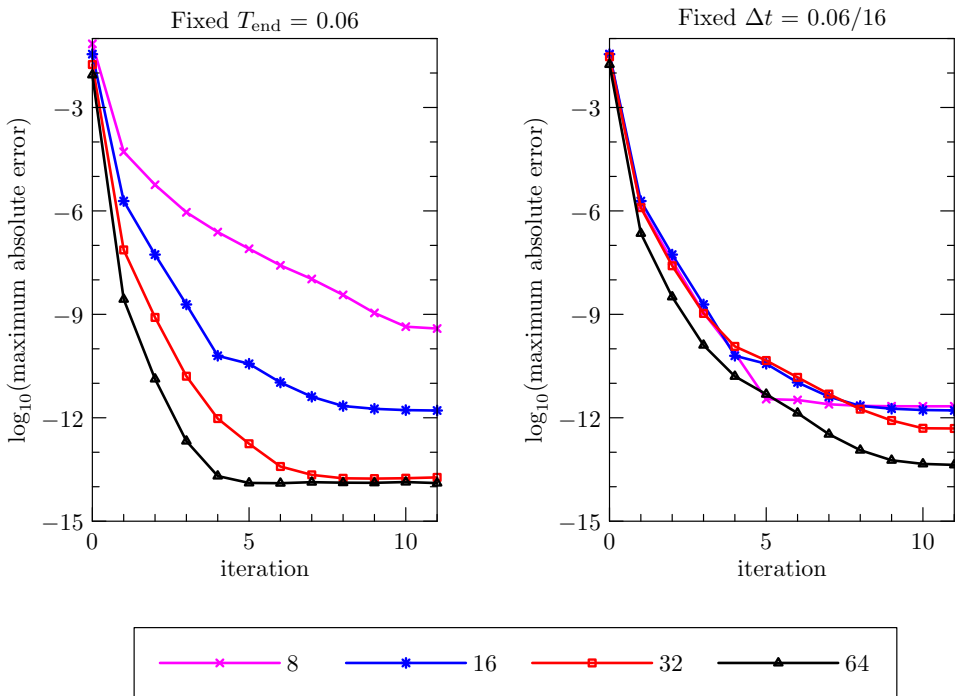 Fixed T_end = 0.06
log₁₀(maximum absolute error)
−3
−6
−9
−12
−15
0 5 10
iteration
Fixed Δt = 0.06/16
log₁₀(maximum absolute error)
−3
−6
−9
−12
−15
0 5 10
iteration
8 16 32 64